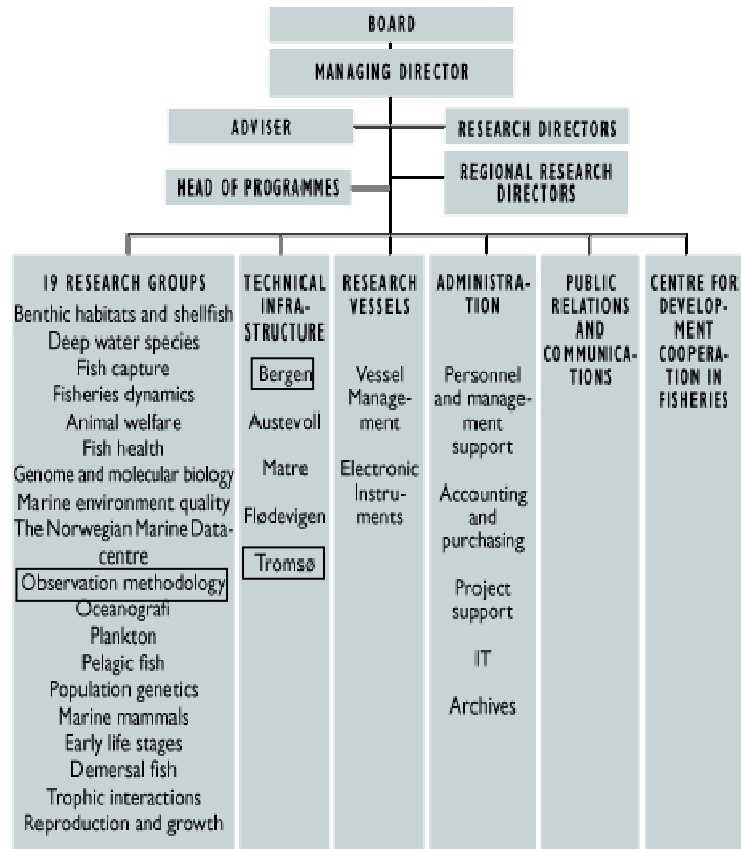 BOARD
MANAGING DIRECTOR
ADVISER
RESEARCH DIRECTORS
HEAD OF PROGRAMMES
REGIONAL RESEARCH
DIRECTORS
19 RESEARCH GROUPS
Benthic habitats and shellfish
Deep water species
Fish capture
Fisheries dynamics
Animal welfare
Fish health
Genome and molecular biology
Marine environment quality
The Norwegian Marine Data-
centre
Observation methodology
Oceanografi
Plankton
Pelagic fish
Population genetics
Marine mammals
Early life stages
Demersal fish
Trophic interactions
Reproduction and growth
TECHNICAL
INFRA-
STRUCTURE
Bergen
Austevoll
Matre
Flødevigen
Tromsø
RESEARCH
VESSELS
Vessel
Manage-
ment
Electronic
Instru-
ments
ADMINISTRA-
TION
Personnel
and manage-
ment
support
Accounting
and
purchasing
Project
support
IT
Archives
PUBLIC
RELATIONS
AND
COMMUNICA-
TIONS
CENTRE FOR
DEVELOP-
MENT
COOPERA-
TION IN
FISHERIES